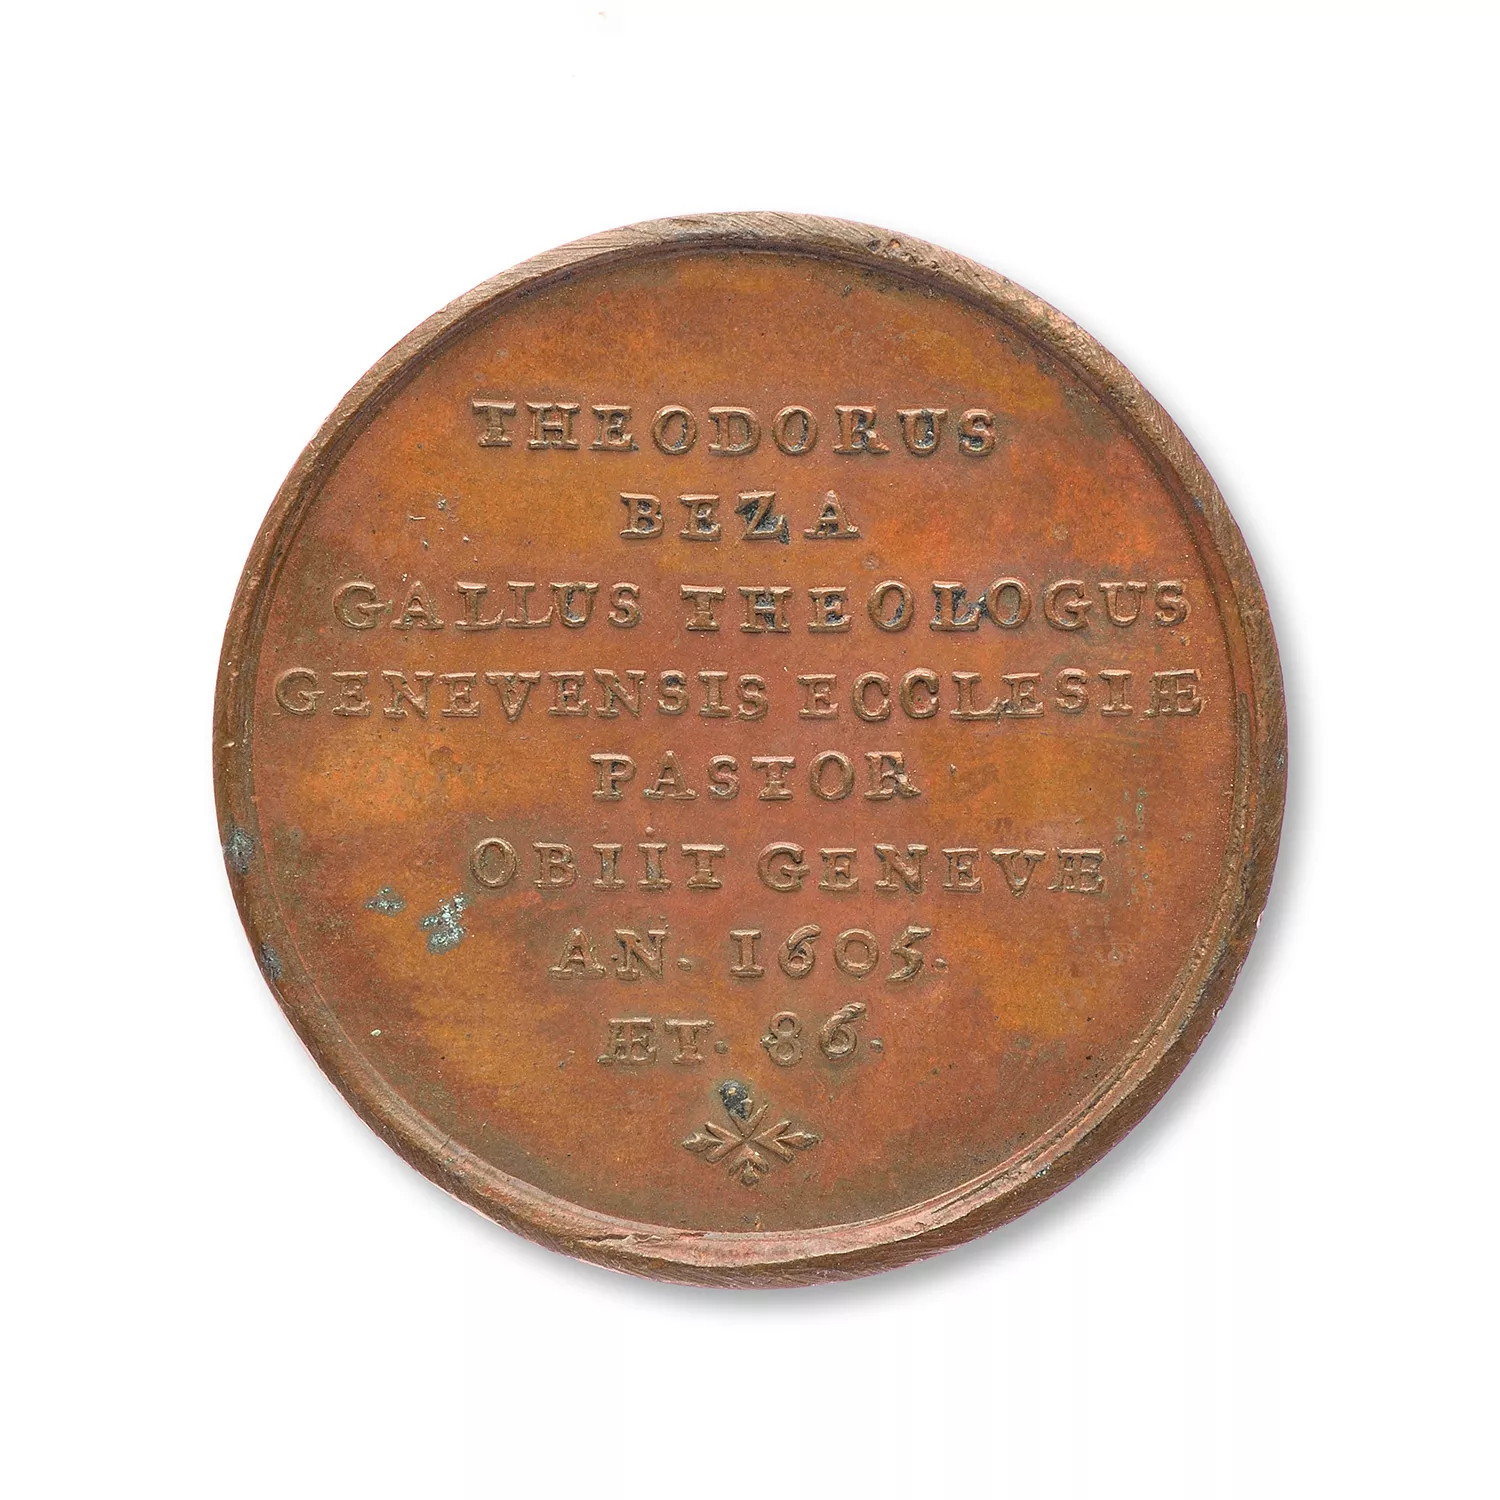 THEODORUS
BEZA
GALLUS THEOLOGUS
GENEVENSIS ECCLESIÆ
PASTOR
OBIIT GENEVÆ
AN. 1605.
ÆT. 86.